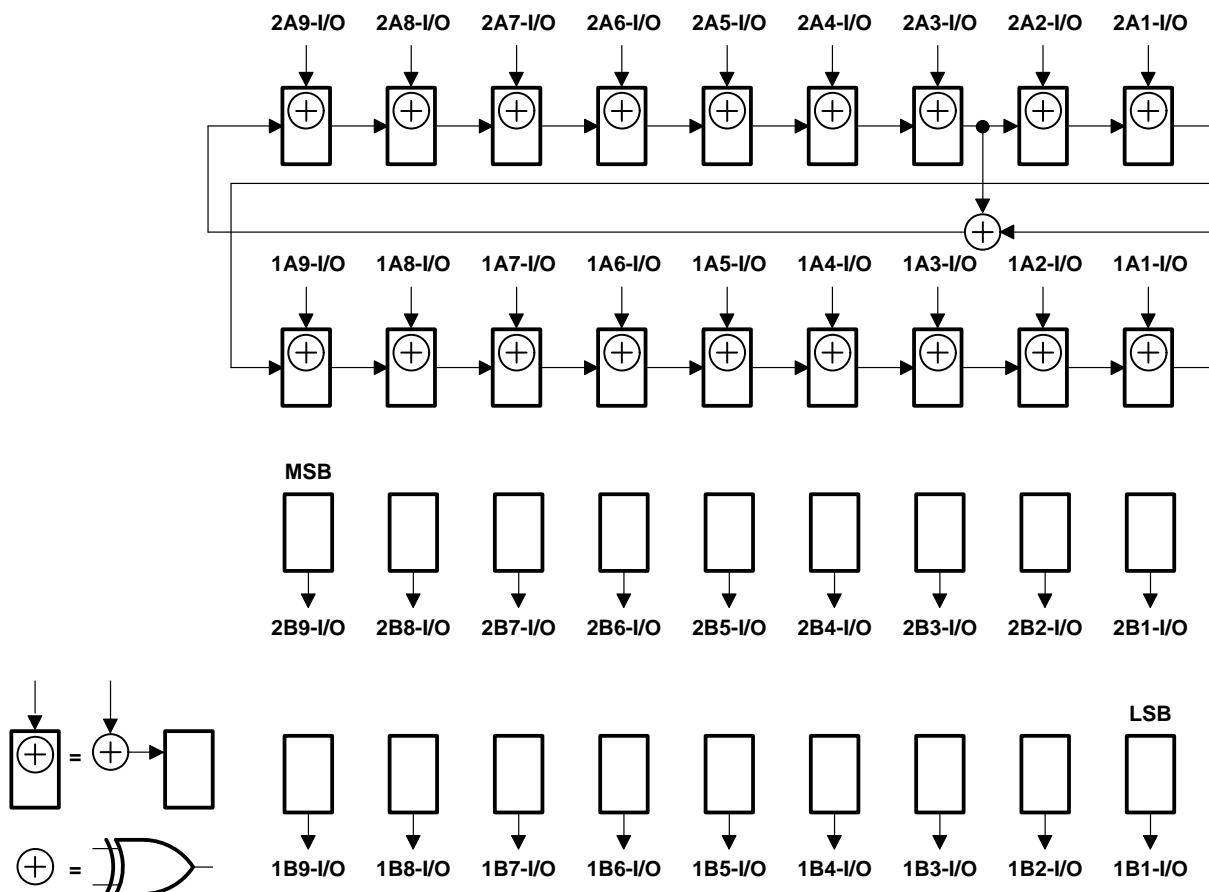 2A9-I/O 2A8-I/O 2A7-I/O 2A6-I/O 2A5-I/O 2A4-I/O 2A3-I/O 2A2-I/O 2A1-I/O
1A9-I/O 1A8-I/O 1A7-I/O 1A6-I/O 1A5-I/O 1A4-I/O 1A3-I/O 1A2-I/O 1A1-I/O
MSB
2B9-I/O 2B8-I/O 2B7-I/O 2B6-I/O 2B5-I/O 2B4-I/O 2B3-I/O 2B2-I/O 2B1-I/O
LSB
=
=
1B9-I/O 1B8-I/O 1B7-I/O 1B6-I/O 1B5-I/O 1B4-I/O 1B3-I/O 1B2-I/O 1B1-I/O